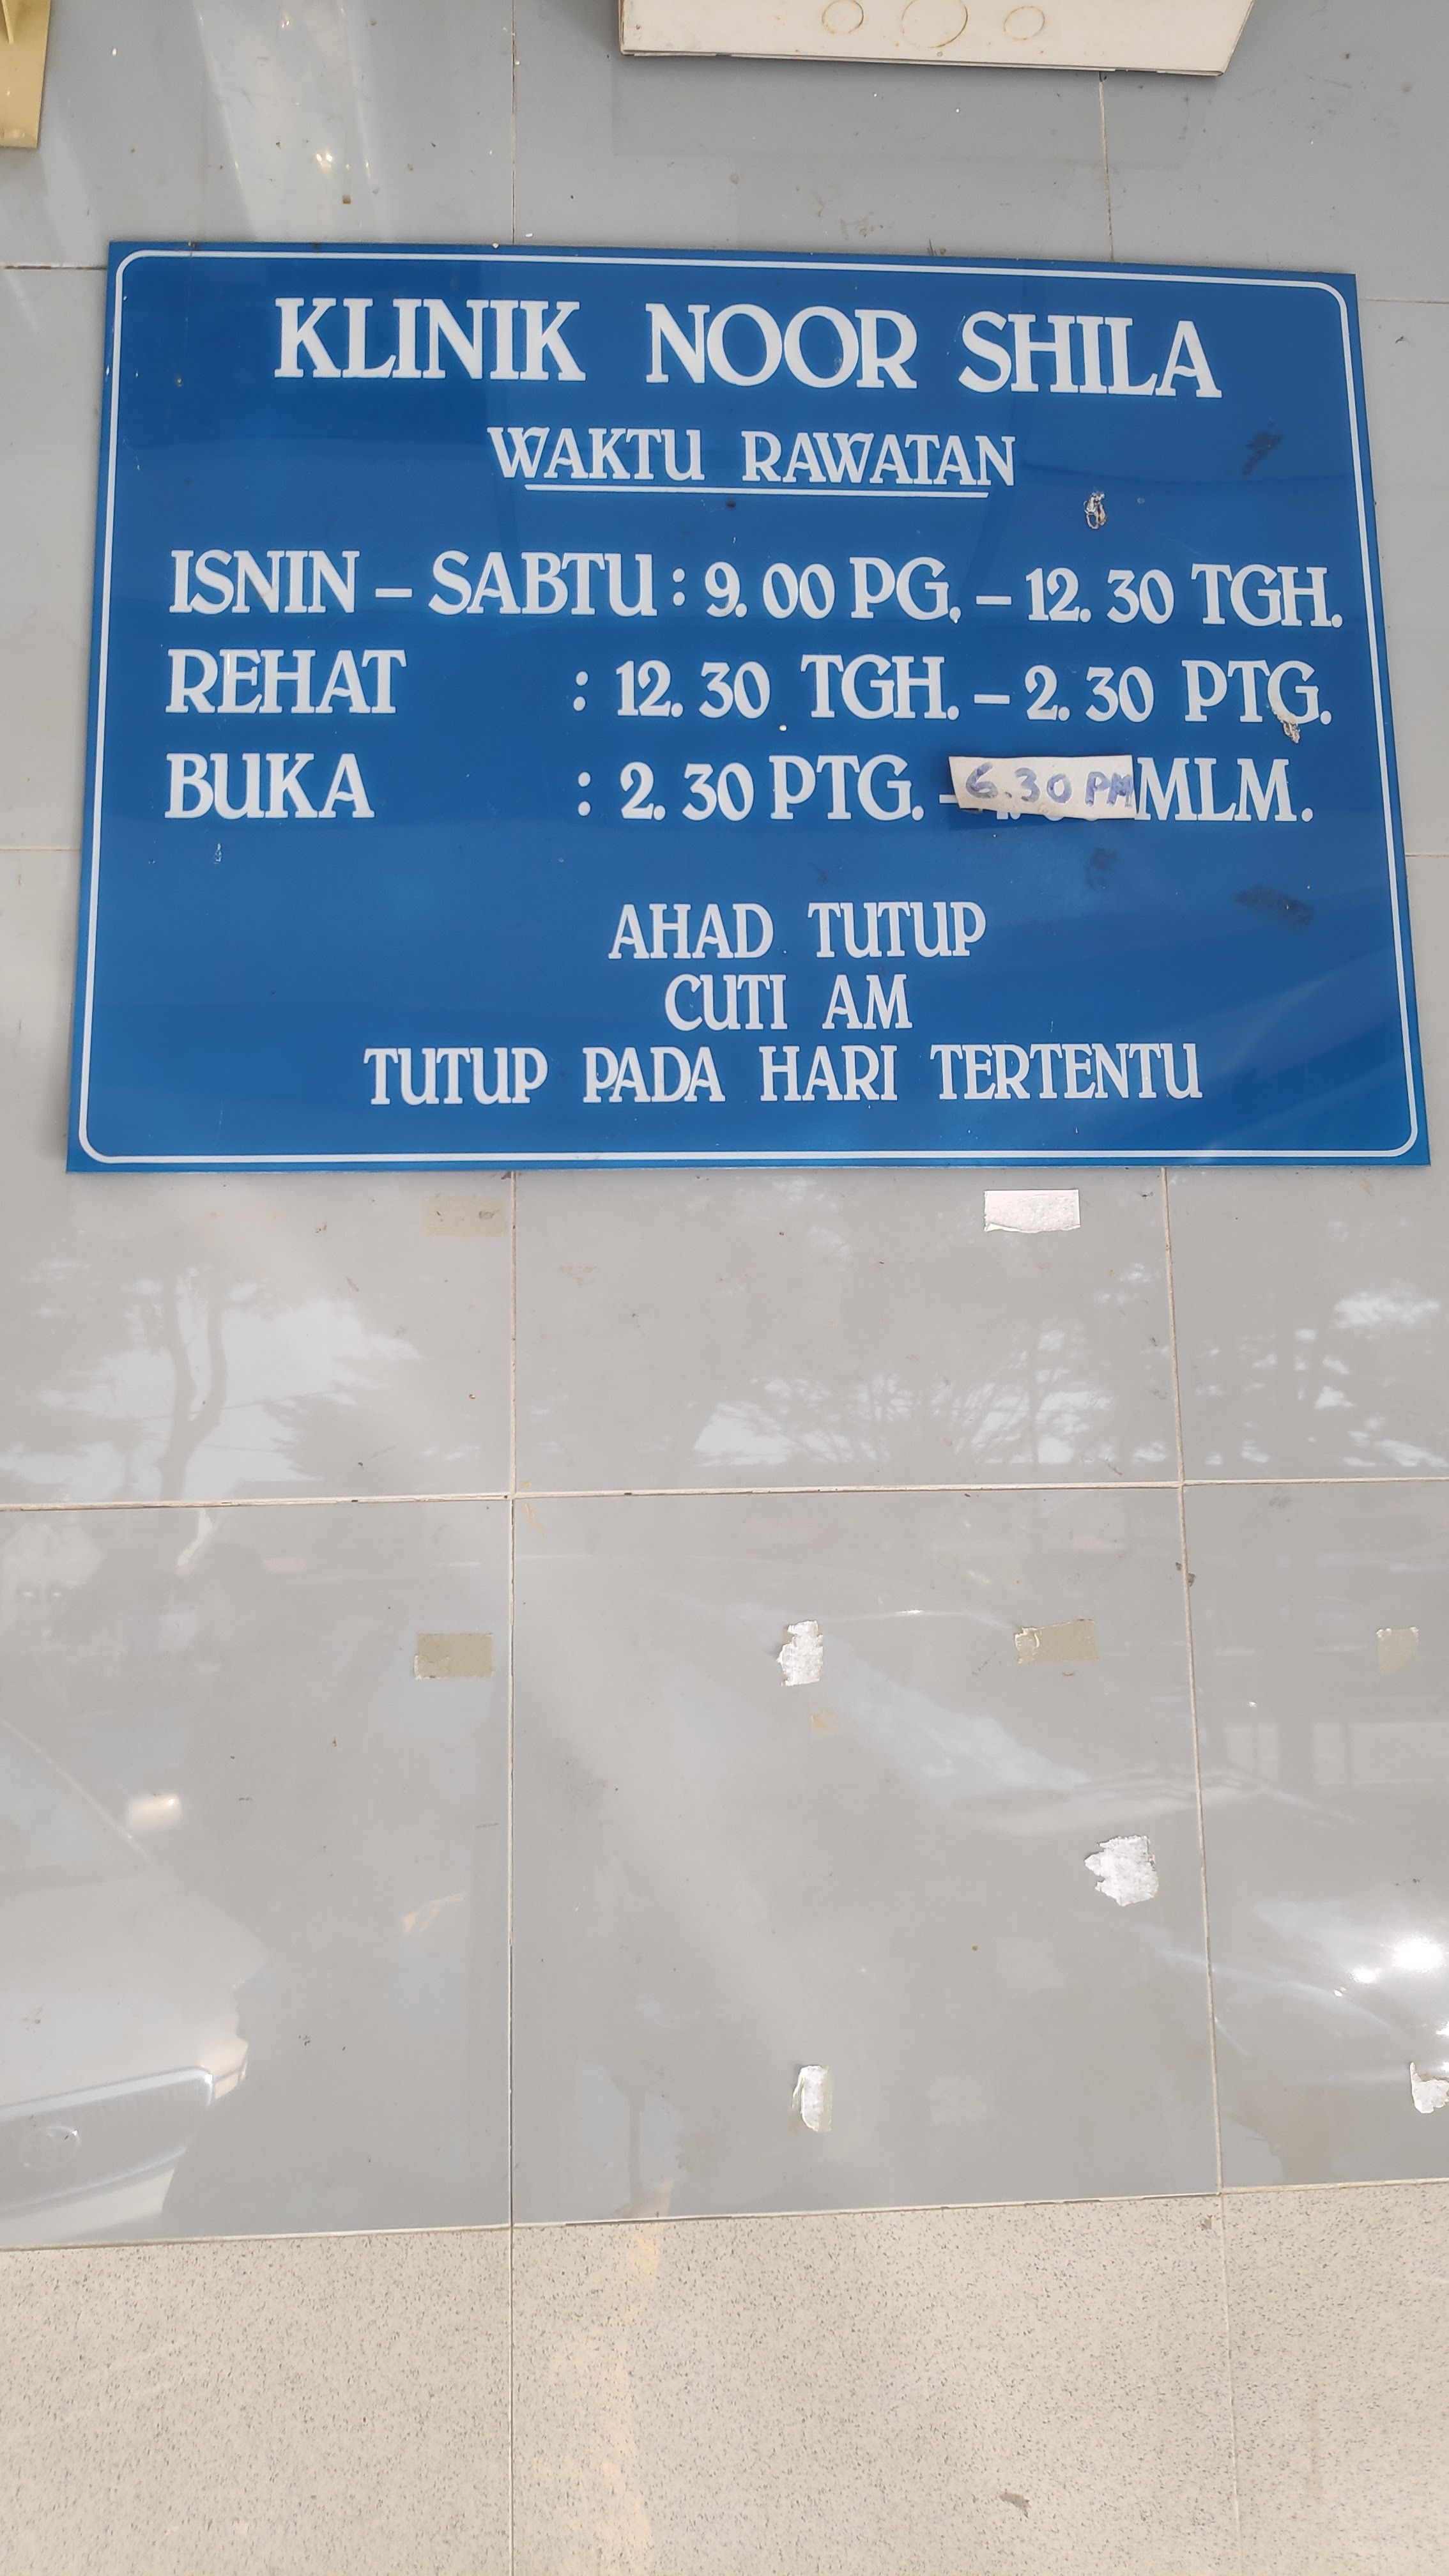 KLINIK NOOR SHILA
WAKTU RAWATAN
ISNIN – SABTU : 9.00 PG. – 12.30 TGH.
REHAT : 12.30 TGH. – 2.30 PTG.
BUKA : 2.30 PTG. – 6.30 PM MLM.
AHAD TUTUP
CUTI AM
TUTUP PADA HARI TERTENTU